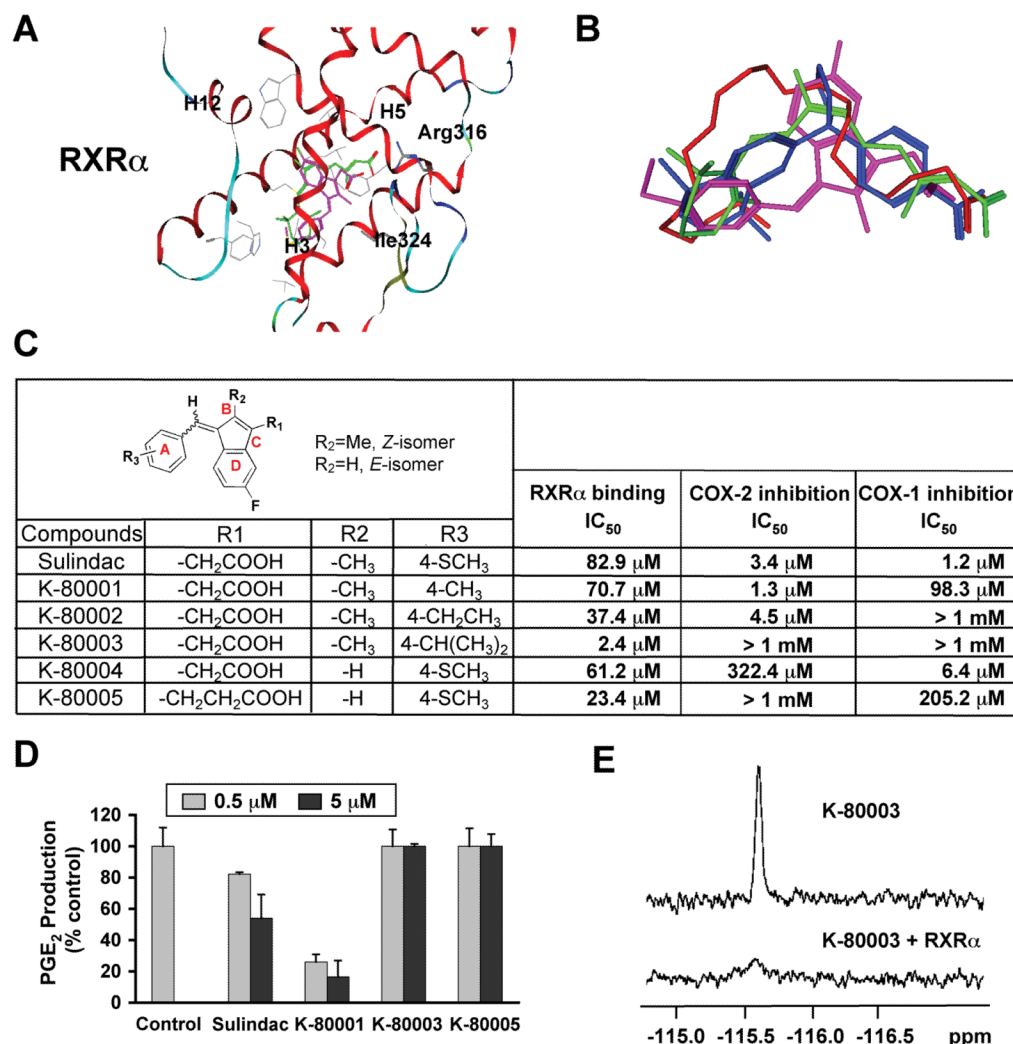 A
H12
H5
Arg316
RXRα
H3
Ile324
B
C
H
R2
B
R1
C
A
R3
D
F
R2=Me, Z-isomer
R2=H, E-isomer
RXRα binding IC50
COX-2 inhibition IC50
COX-1 inhibition IC50
Compounds R1 R2 R3
Sulindac -CH2COOH -CH3 4-SCH3 82.9 μM 3.4 μM 1.2 μM
K-80001 -CH2COOH -CH3 4-CH3 70.7 μM 1.3 μM 98.3 μM
K-80002 -CH2COOH -CH3 4-CH2CH3 37.4 μM 4.5 μM > 1 mM
K-80003 -CH2COOH -CH3 4-CH(CH3)2 2.4 μM > 1 mM > 1 mM
K-80004 -CH2COOH -H 4-SCH3 61.2 μM 322.4 μM 6.4 μM
K-80005 -CH2CH2COOH -H 4-SCH3 23.4 μM > 1 mM 205.2 μM
D
0.5 μM 5 μM
PGE2 Production
(% control)
120
100
80
60
40
20
0
Control Sulindac K-80001 K-80003 K-80005
E
K-80003
K-80003 + RXRα
-115.0 -115.5 -116.0 -116.5 ppm